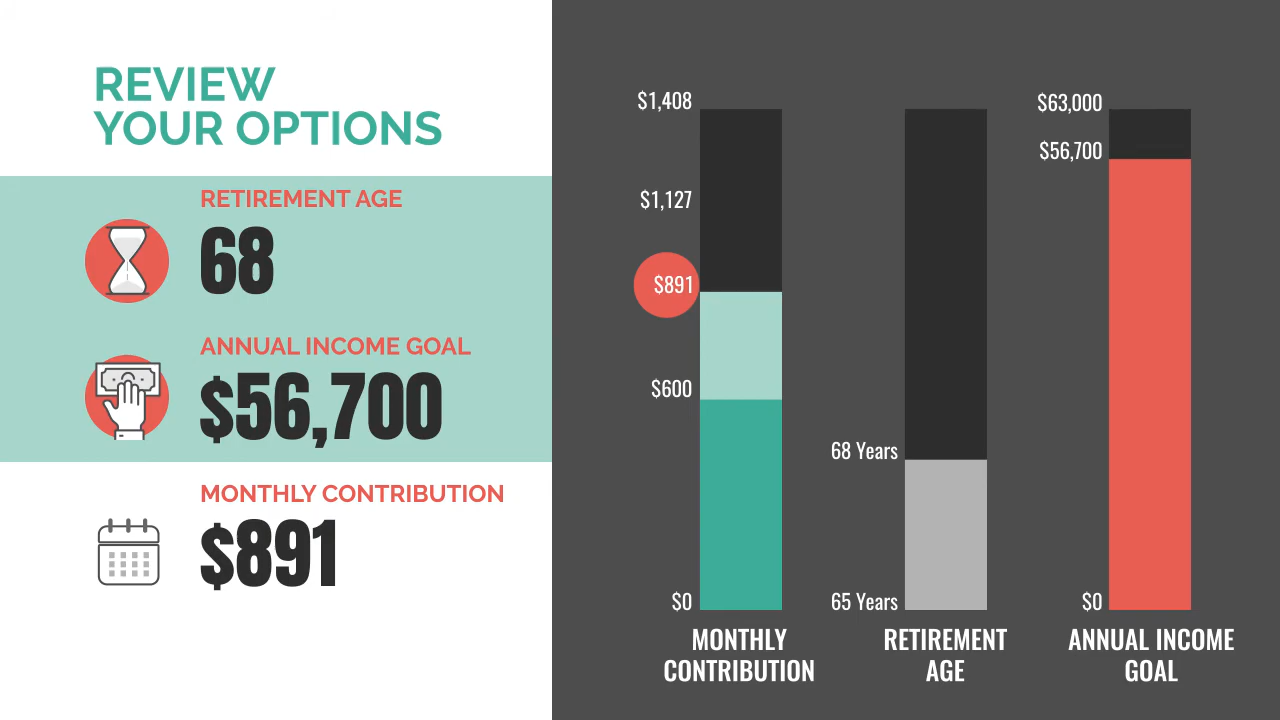 REVIEW
YOUR OPTIONS
RETIREMENT AGE
68
ANNUAL INCOME GOAL
$56,700
MONTHLY CONTRIBUTION
$891
$1,408
$1,127
$891
$600
$0
MONTHLY
CONTRIBUTION
68 Years
65 Years
RETIREMENT
AGE
$63,000
$56,700
$0
ANNUAL INCOME
GOAL